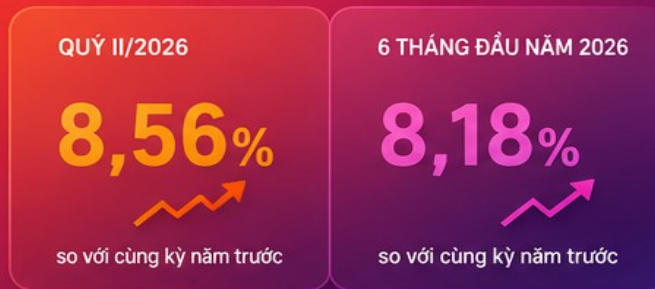 QUÝ II/2026
8,56%
so với cùng kỳ năm trước
6 THÁNG ĐẦU NĂM 2026
8,18%
so với cùng kỳ năm trước